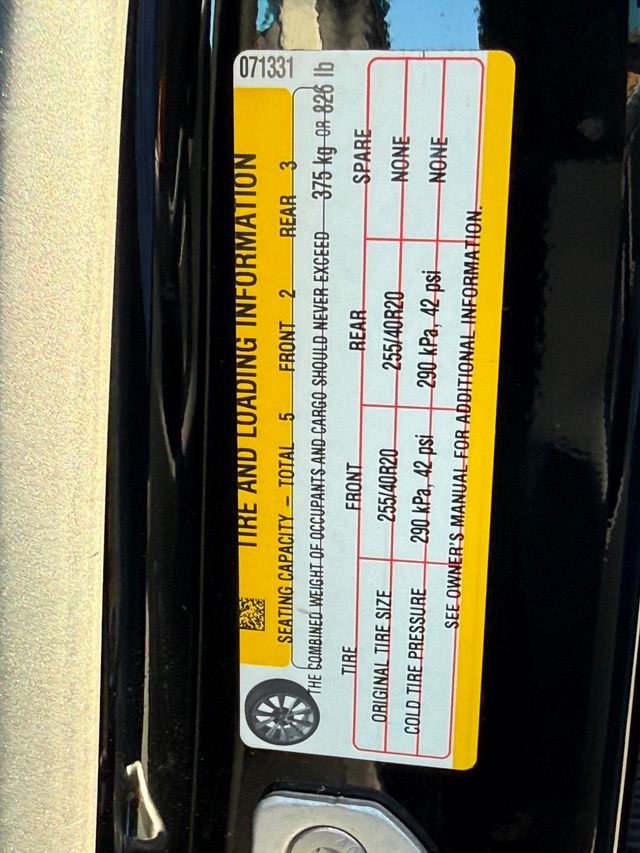 071331
TIRE AND LOADING INFORMATION
SEATING CAPACITY – TOTAL 5 FRONT 2 REAR 3
THE COMBINED WEIGHT OF OCCUPANTS AND CARGO SHOULD NEVER EXCEED 375 kg OR 826 lb
TIRE FRONT REAR SPARE
ORIGINAL TIRE SIZE 255/40R20 255/40R20 NONE
COLD TIRE PRESSURE 290 kPa, 42 psi 290 kPa, 42 psi NONE
SEE OWNER'S MANUAL FOR ADDITIONAL INFORMATION.